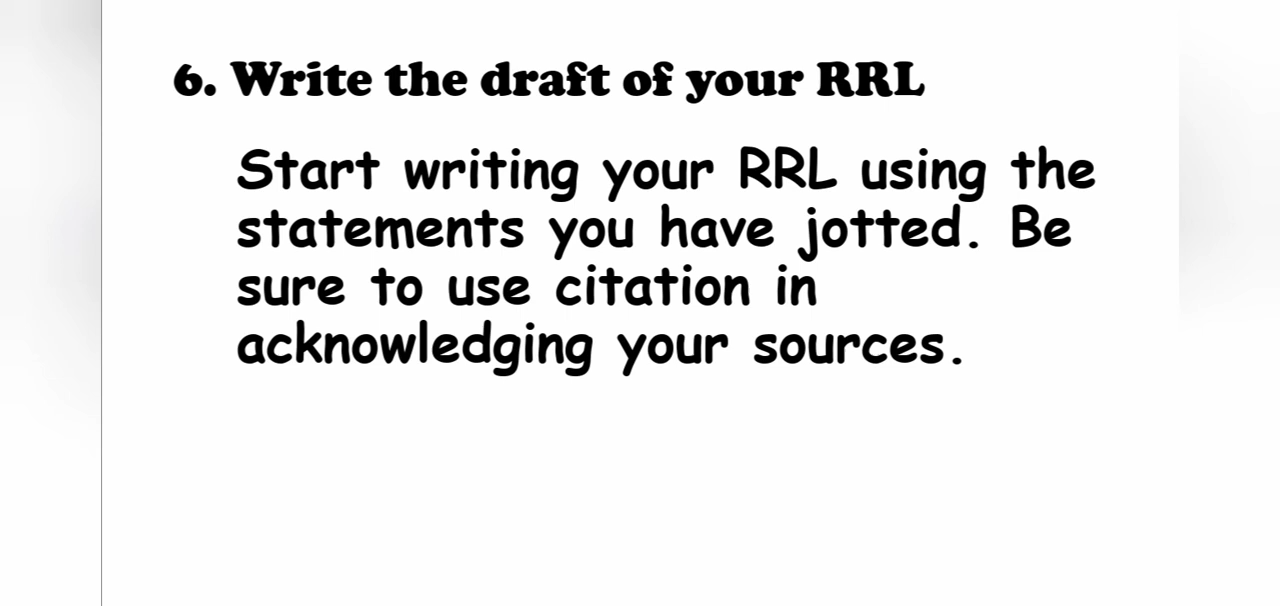 6. Write the draft of your RRL
Start writing your RRL using the
statements you have jotted. Be
sure to use citation in
acknowledging your sources.